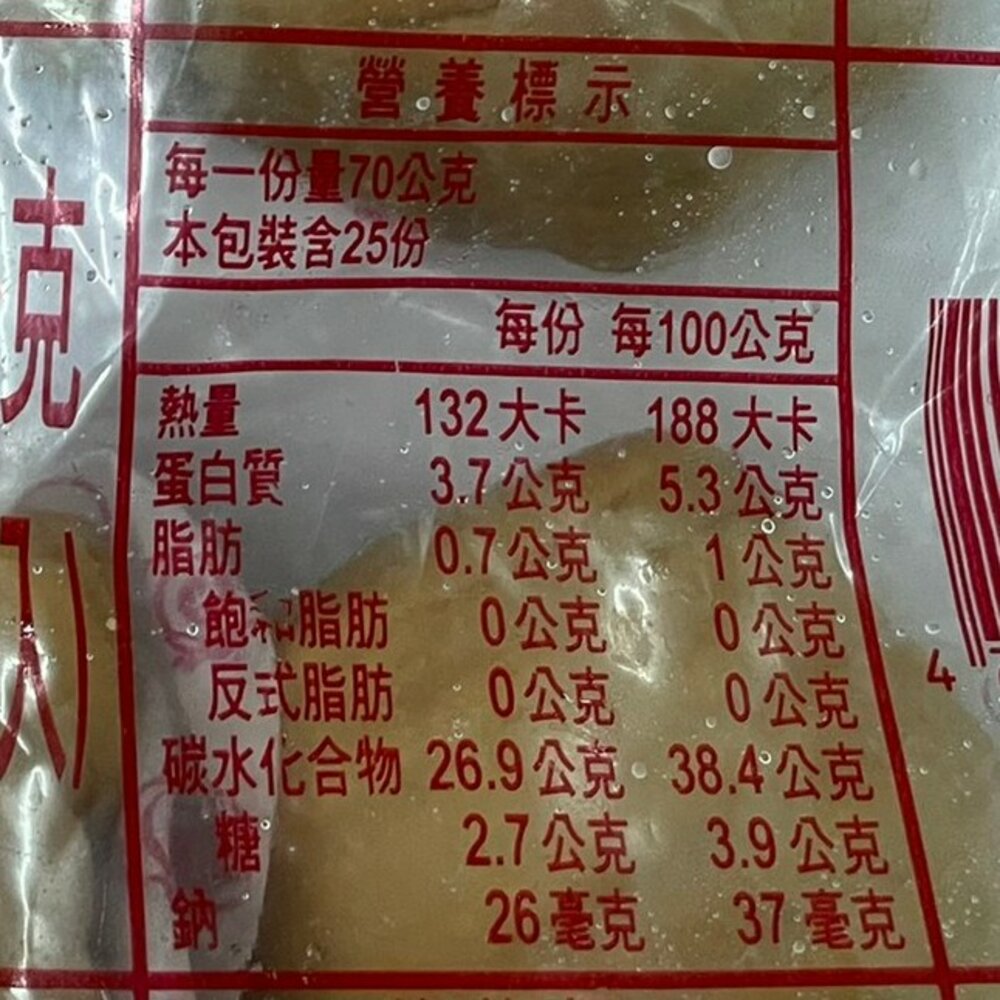 營養標示
每一份量70公克
本包裝含25份
每份 每100公克
熱量 132大卡 188大卡
蛋白質 3.7公克 5.3公克
脂肪 0.7公克 1公克
飽和脂肪 0公克 0公克
反式脂肪 0公克 0公克
碳水化合物 26.9公克 38.4公克
糖 2.7公克 3.9公克
鈉 26毫克 37毫克
克
入)
4